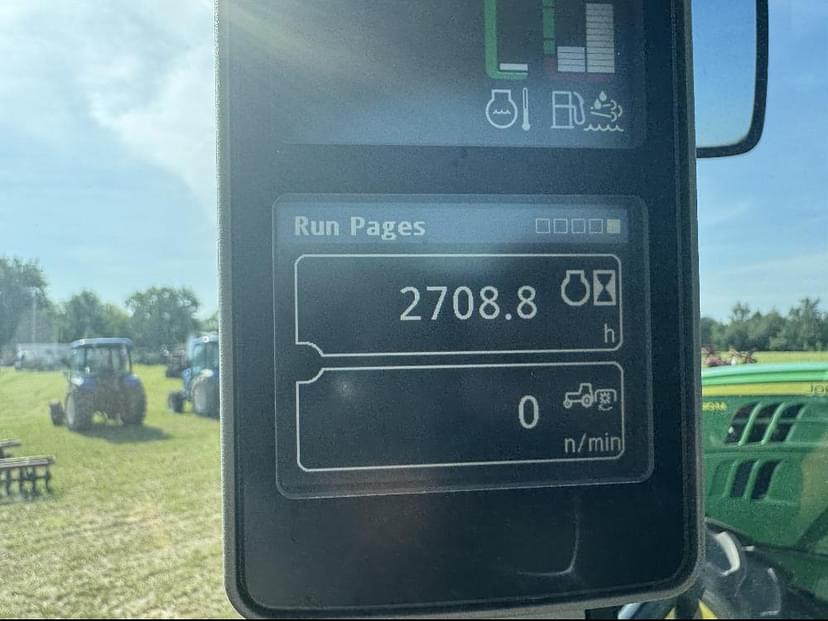 Run Pages
2708.8
h
0
n/min